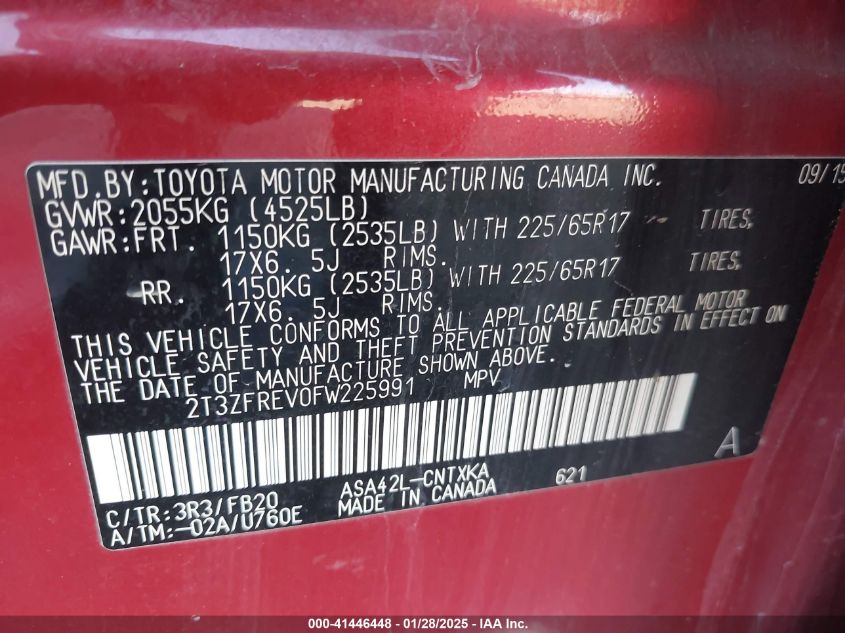 MFD. BY: TOYOTA MOTOR MANUFACTURING CANADA INC. 09/15
GVWR: 2055KG (4525LB)
GAWR: FRT. 1150KG (2535LB) WITH 225/65R17 TIRES,
17X6. 5J RIMS.
RR. 1150KG (2535LB) WITH 225/65R17 TIRES,
17X6. 5J RIMS.
THIS VEHICLE CONFORMS TO ALL APPLICABLE FEDERAL MOTOR
VEHICLE SAFETY AND THEFT PREVENTION STANDARDS IN EFFECT ON
THE DATE OF MANUFACTURE SHOWN ABOVE.
2T3ZFREV0FW225991 MPV
A
C/TR: 3R3/FB20 ASA42L-CNTXKA 621
A/TM: -02A/U760E MADE IN CANADA
000-41446448 - 01/28/2025 - IAA Inc.